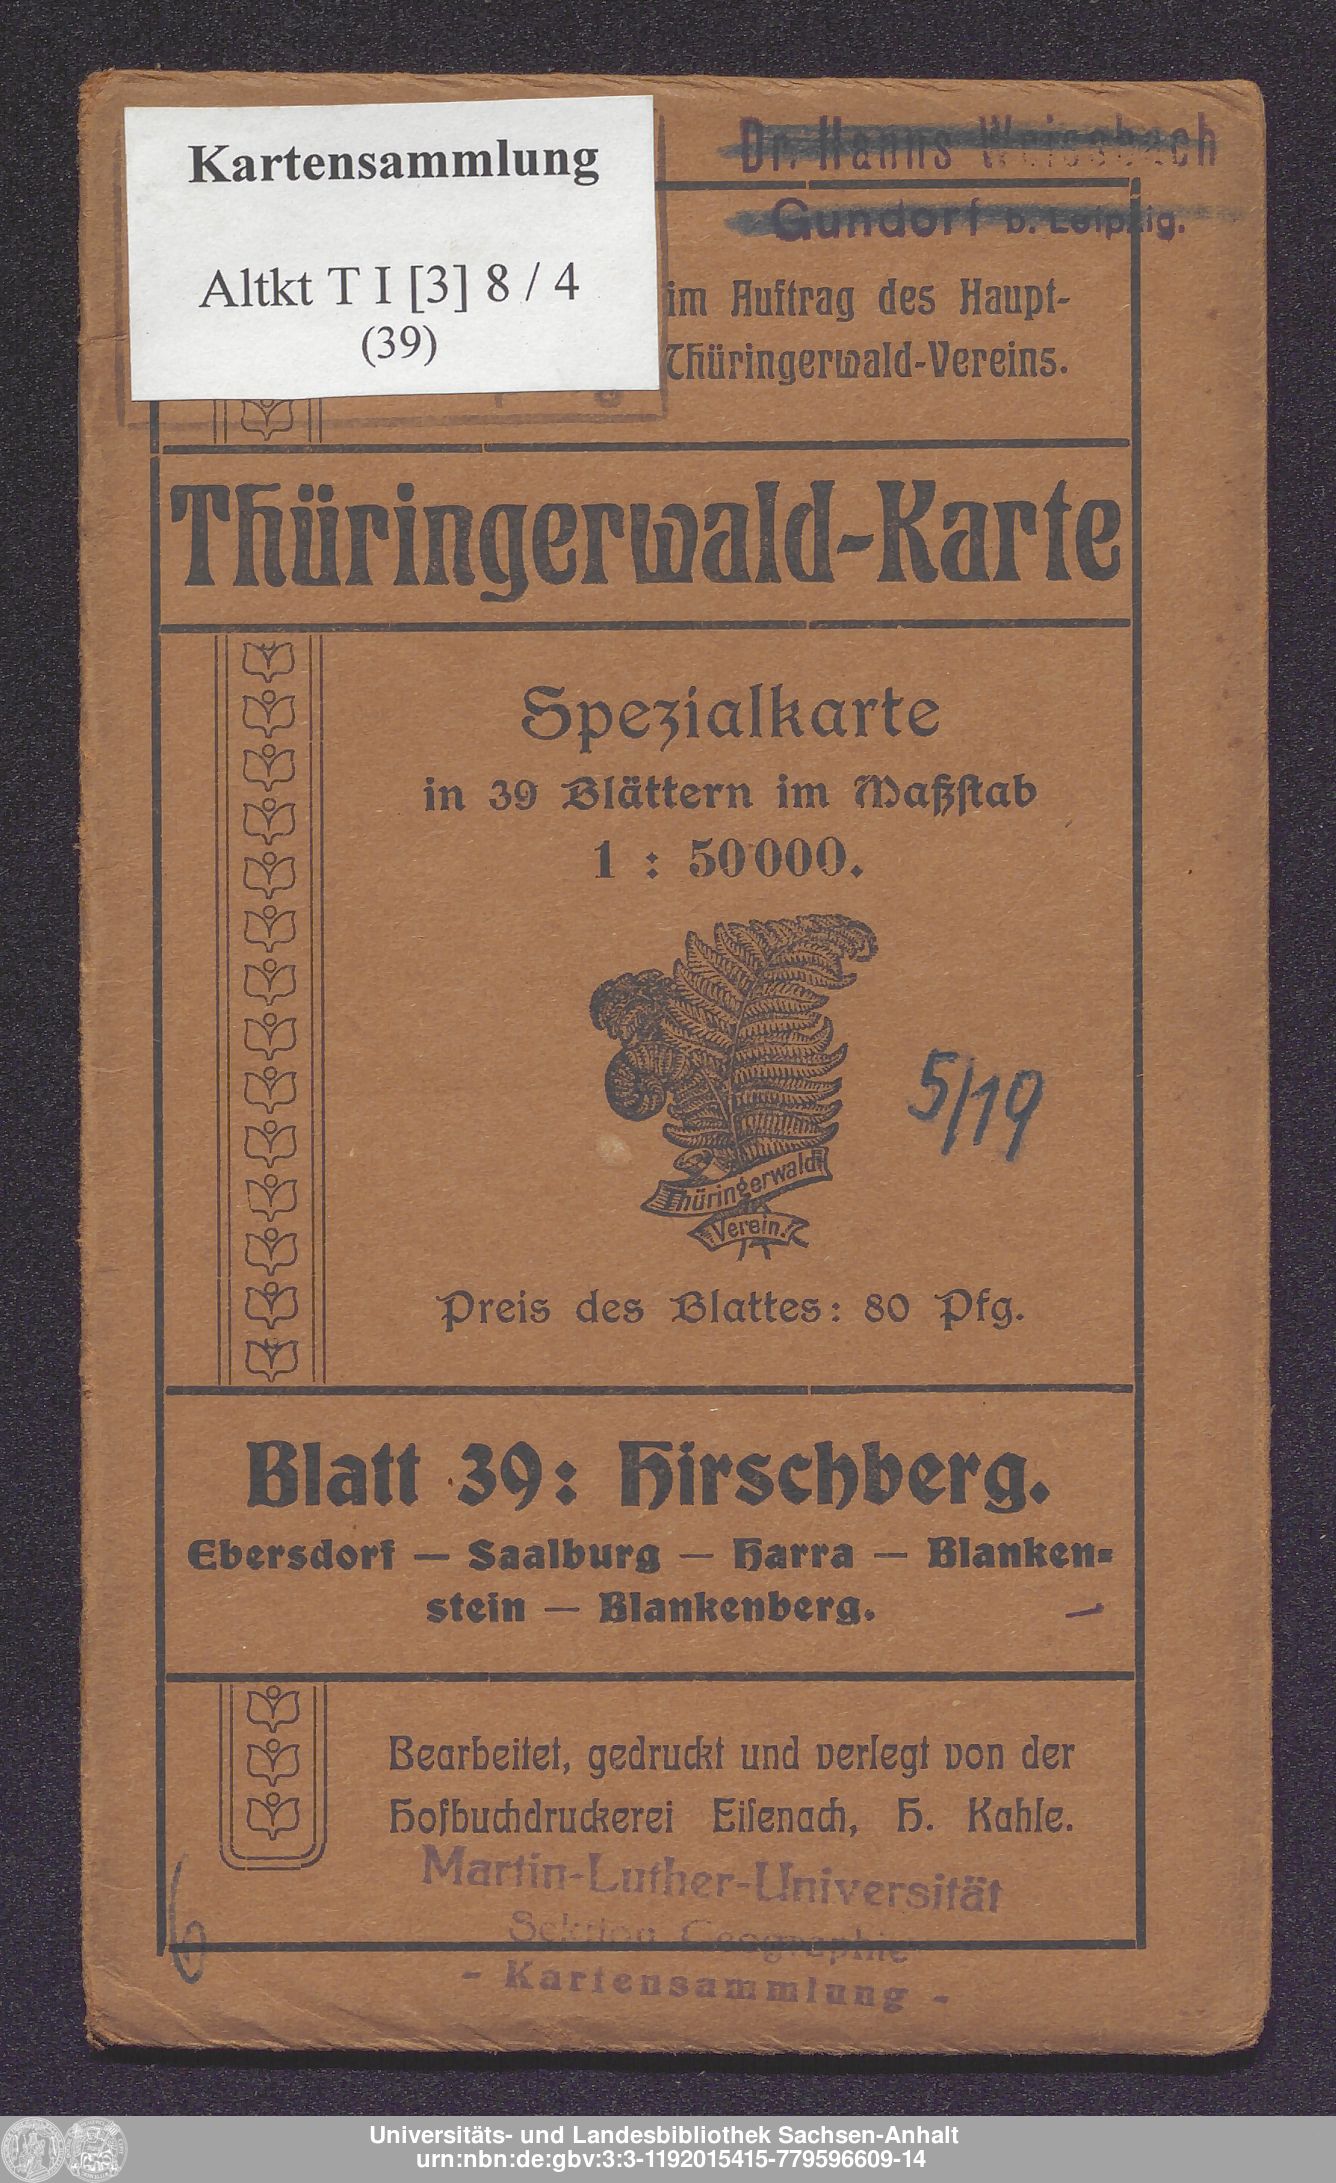 Kartensammlung
Altkt T I [3] 8 / 4
(39)
Dr. Hanns Weissbach
Gundorf b. Leipzig.
im Auftrag des Haupt-
Thüringerwald-Vereins.
Thüringerwald-Karte
Spezialkarte
in 39 Blättern im Maßstab
1 : 50000.
5/19
Thüringerwald-
Verein.
Preis des Blattes: 80 Pfg.
Blatt 39: Hirschberg.
Ebersdorf — Saalburg — Harra — Blanken-
stein — Blankenberg.
Bearbeitet, gedruckt und verlegt von der
Hofbuchdruckerei Eisenach, H. Kahle.
Martin-Luther-Universität
Sektion Geographie
- Kartensammlung -
Universitäts- und Landesbibliothek Sachsen-Anhalt
urn:nbn:de:gbv:3:3-1192015415-779596609-14